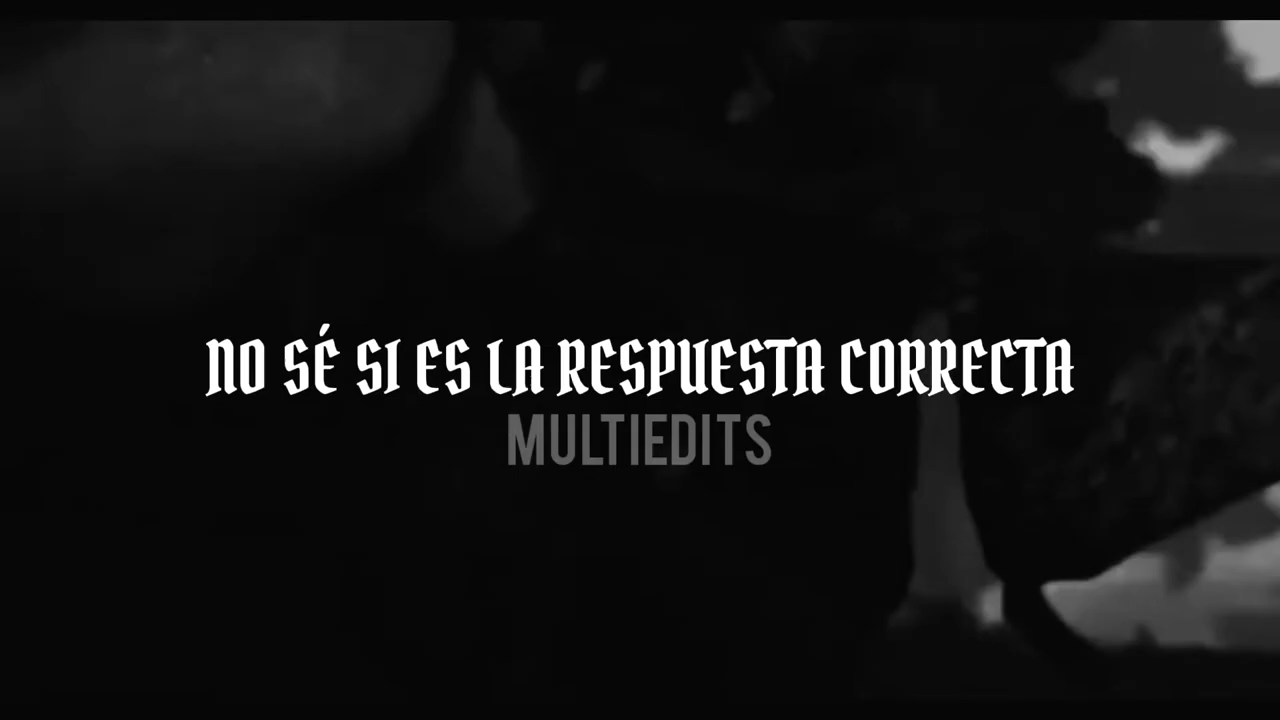 NO SÉ SI ES LA RESPUESTA CORRECTA
MULTIEDITS